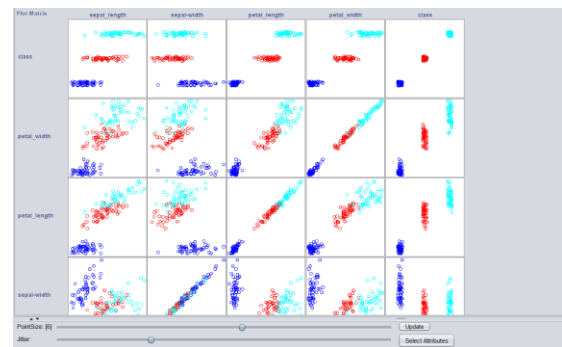 Plot Matrix sepal_length sepal-width petal_length petal_width class
class
petal_width
petal_length
sepal-width
PointSize: [6] Update
Jitter: Select Attributes